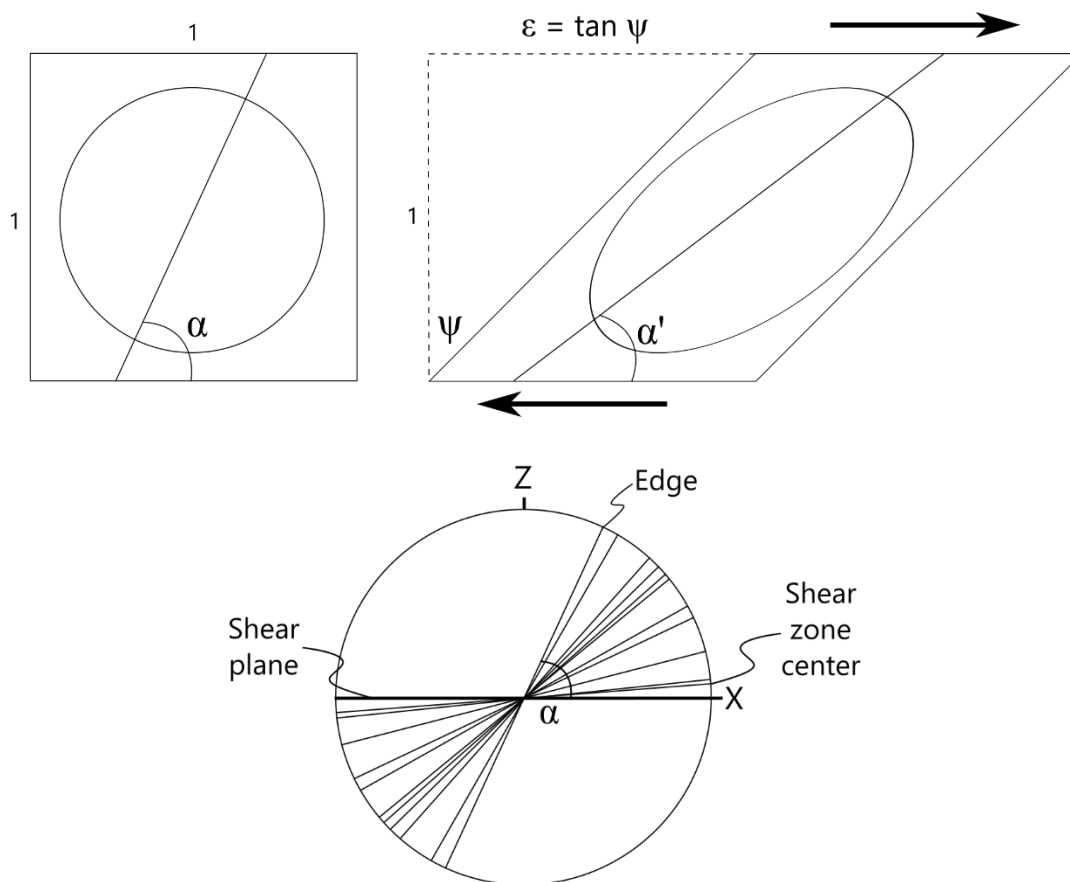 1
ε = tan ψ
1
1
α
ψ
α'
Z
Edge
Shear
plane
Shear
zone
center
X
α